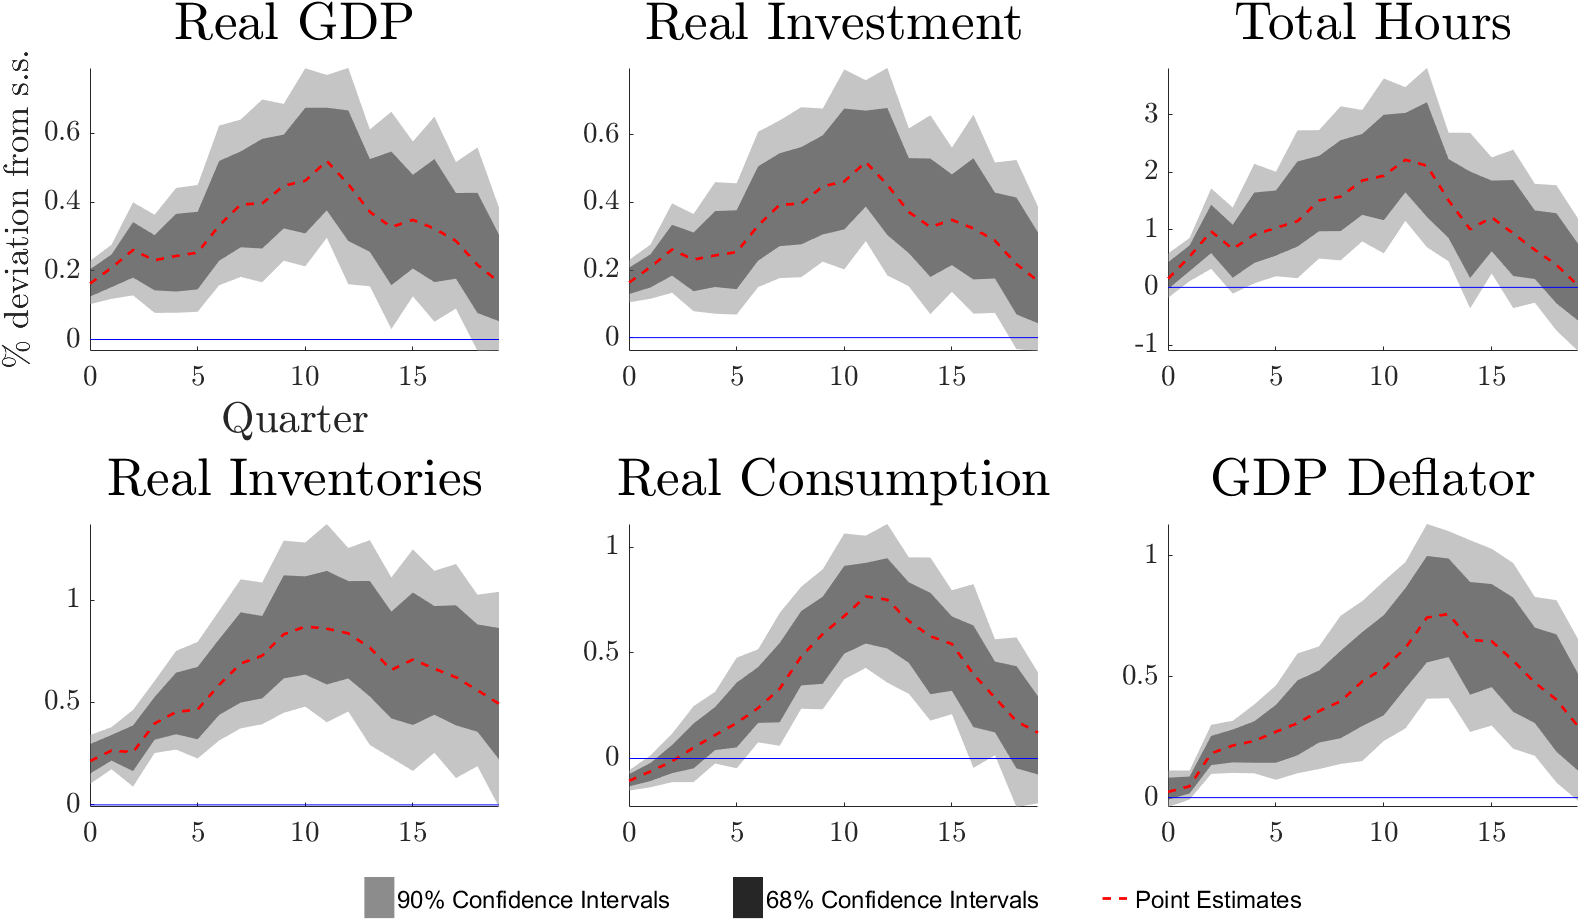 Real GDP
Real Investment
Total Hours
% deviation from s.s.
0.6
0.4
0.2
0
0 5 10 15
Quarter
0.6
0.4
0.2
0
0 5 10 15
3
2
1
0
-1
0 5 10 15
Real Inventories
Real Consumption
GDP Deflator
1
0.5
0
0 5 10 15
1
0.5
0
0 5 10 15
1
0.5
0
0 5 10 15
90% Confidence Intervals
68% Confidence Intervals
Point Estimates